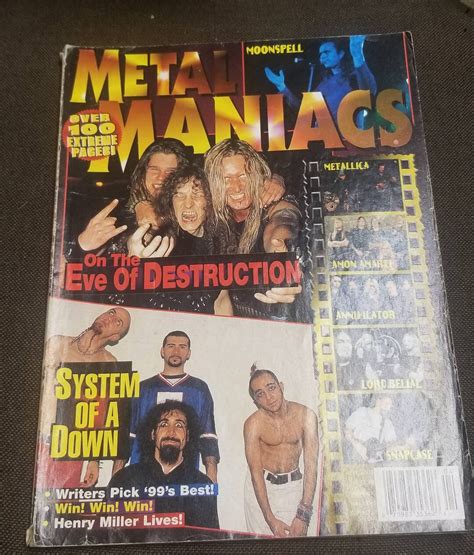 MOONSPELL
METAL
MANIACS
OVER
100
EXTREME
PAGES!
METALLICA
AMON AMARTH
ANNIHILATOR
LORD BELIAL
SNAPCASE
On The
Eve Of Destruction
System
of a
Down
• Writers Pick '99's Best!
• Win! Win! Win!
• Henry Miller Lives!